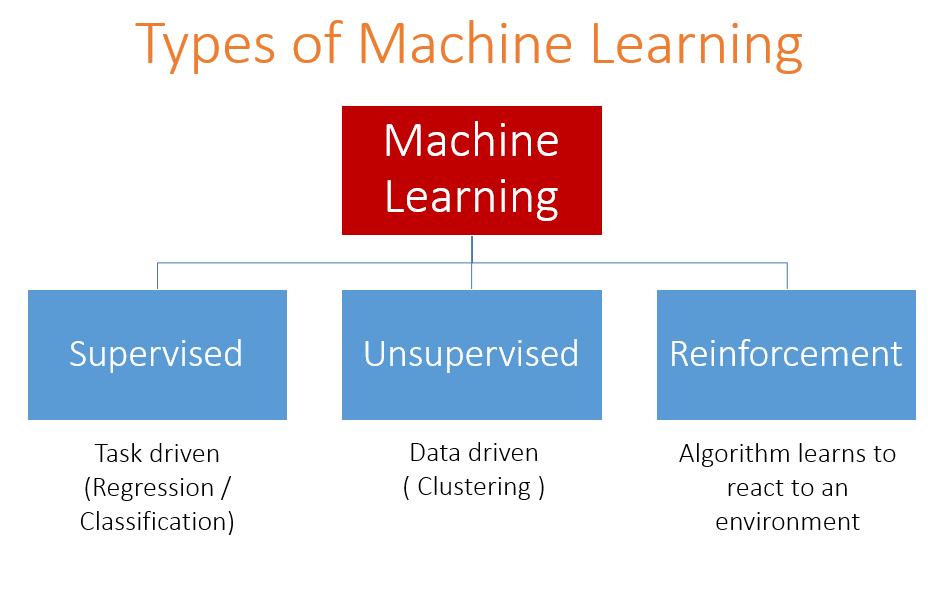 Types of Machine Learning
Machine
Learning
Supervised
Unsupervised
Reinforcement
Task driven
(Regression /
Classification)
Data driven
( Clustering )
Algorithm learns to
react to an
environment